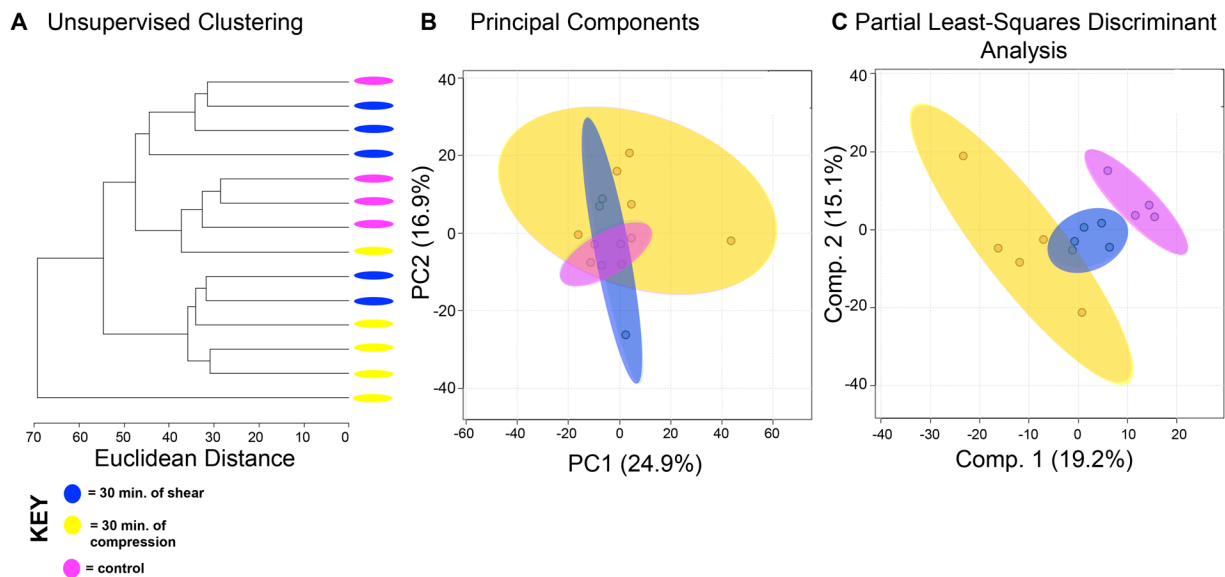 A Unsupervised Clustering
70 60 50 40 30 20 10 0
Euclidean Distance
KEY
= 30 min. of shear
= 30 min. of
compression
= control
B Principal Components
40
20
0
-20
-40
PC2 (16.9%)
-60 -40 -20 0 20 40 60
PC1 (24.9%)
C Partial Least-Squares Discriminant
Analysis
40
20
0
-20
-40
Comp. 2 (15.1%)
-40 -30 -20 -10 0 10 20
Comp. 1 (19.2%)